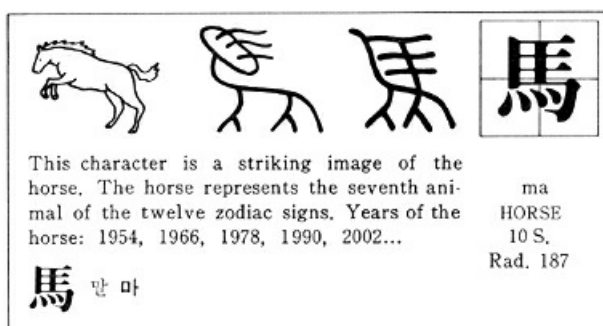 馬
This character is a striking image of the
horse. The horse represents the seventh ani-
mal of the twelve zodiac signs. Years of the
horse: 1954, 1966, 1978, 1990, 2002...
ma
HORSE
10 S.
Rad. 187
馬 말 마